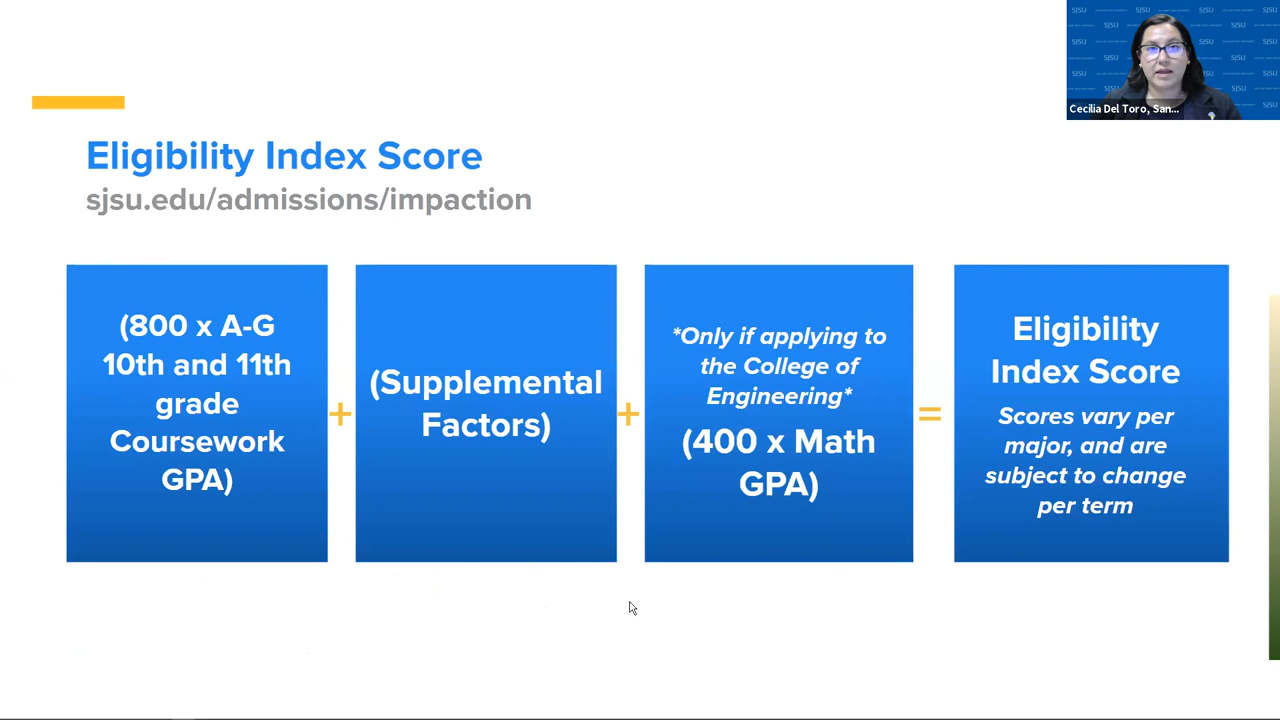 SJSU
Cecilia Del Toro, San...
Eligibility Index Score
sjsu.edu/admissions/impaction
(800 x A-G
10th and 11th
grade
Coursework
GPA)
+
(Supplemental
Factors)
+
*Only if applying to
the College of
Engineering*
(400 x Math
GPA)
=
Eligibility
Index Score
Scores vary per
major, and are
subject to change
per term